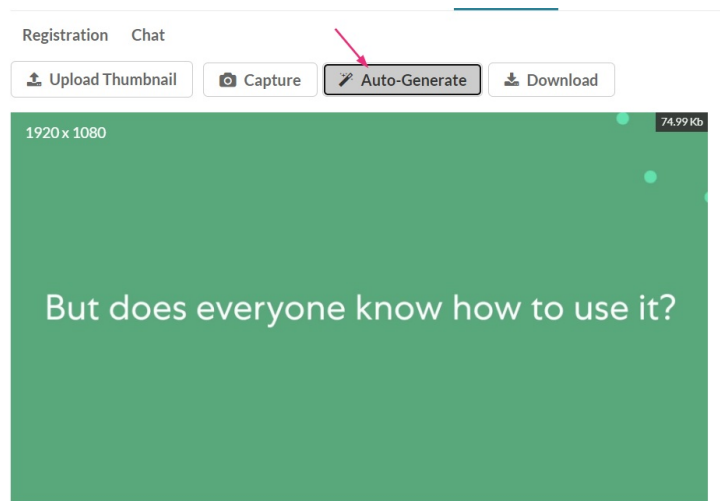 Registration Chat
Upload Thumbnail Capture Auto-Generate Download
1920 x 1080 74.99 Kb
But does everyone know how to use it?